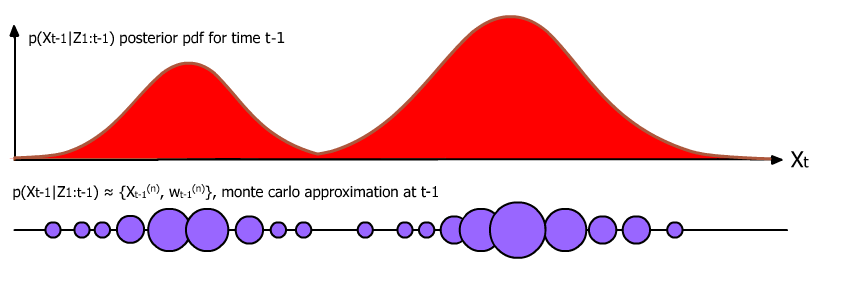 p(Xt-1|Z1:t-1) posterior pdf for time t-1
Xt
p(Xt-1|Z1:t-1) ≈ {Xt-1(n), wt-1(n)}, monte carlo approximation at t-1